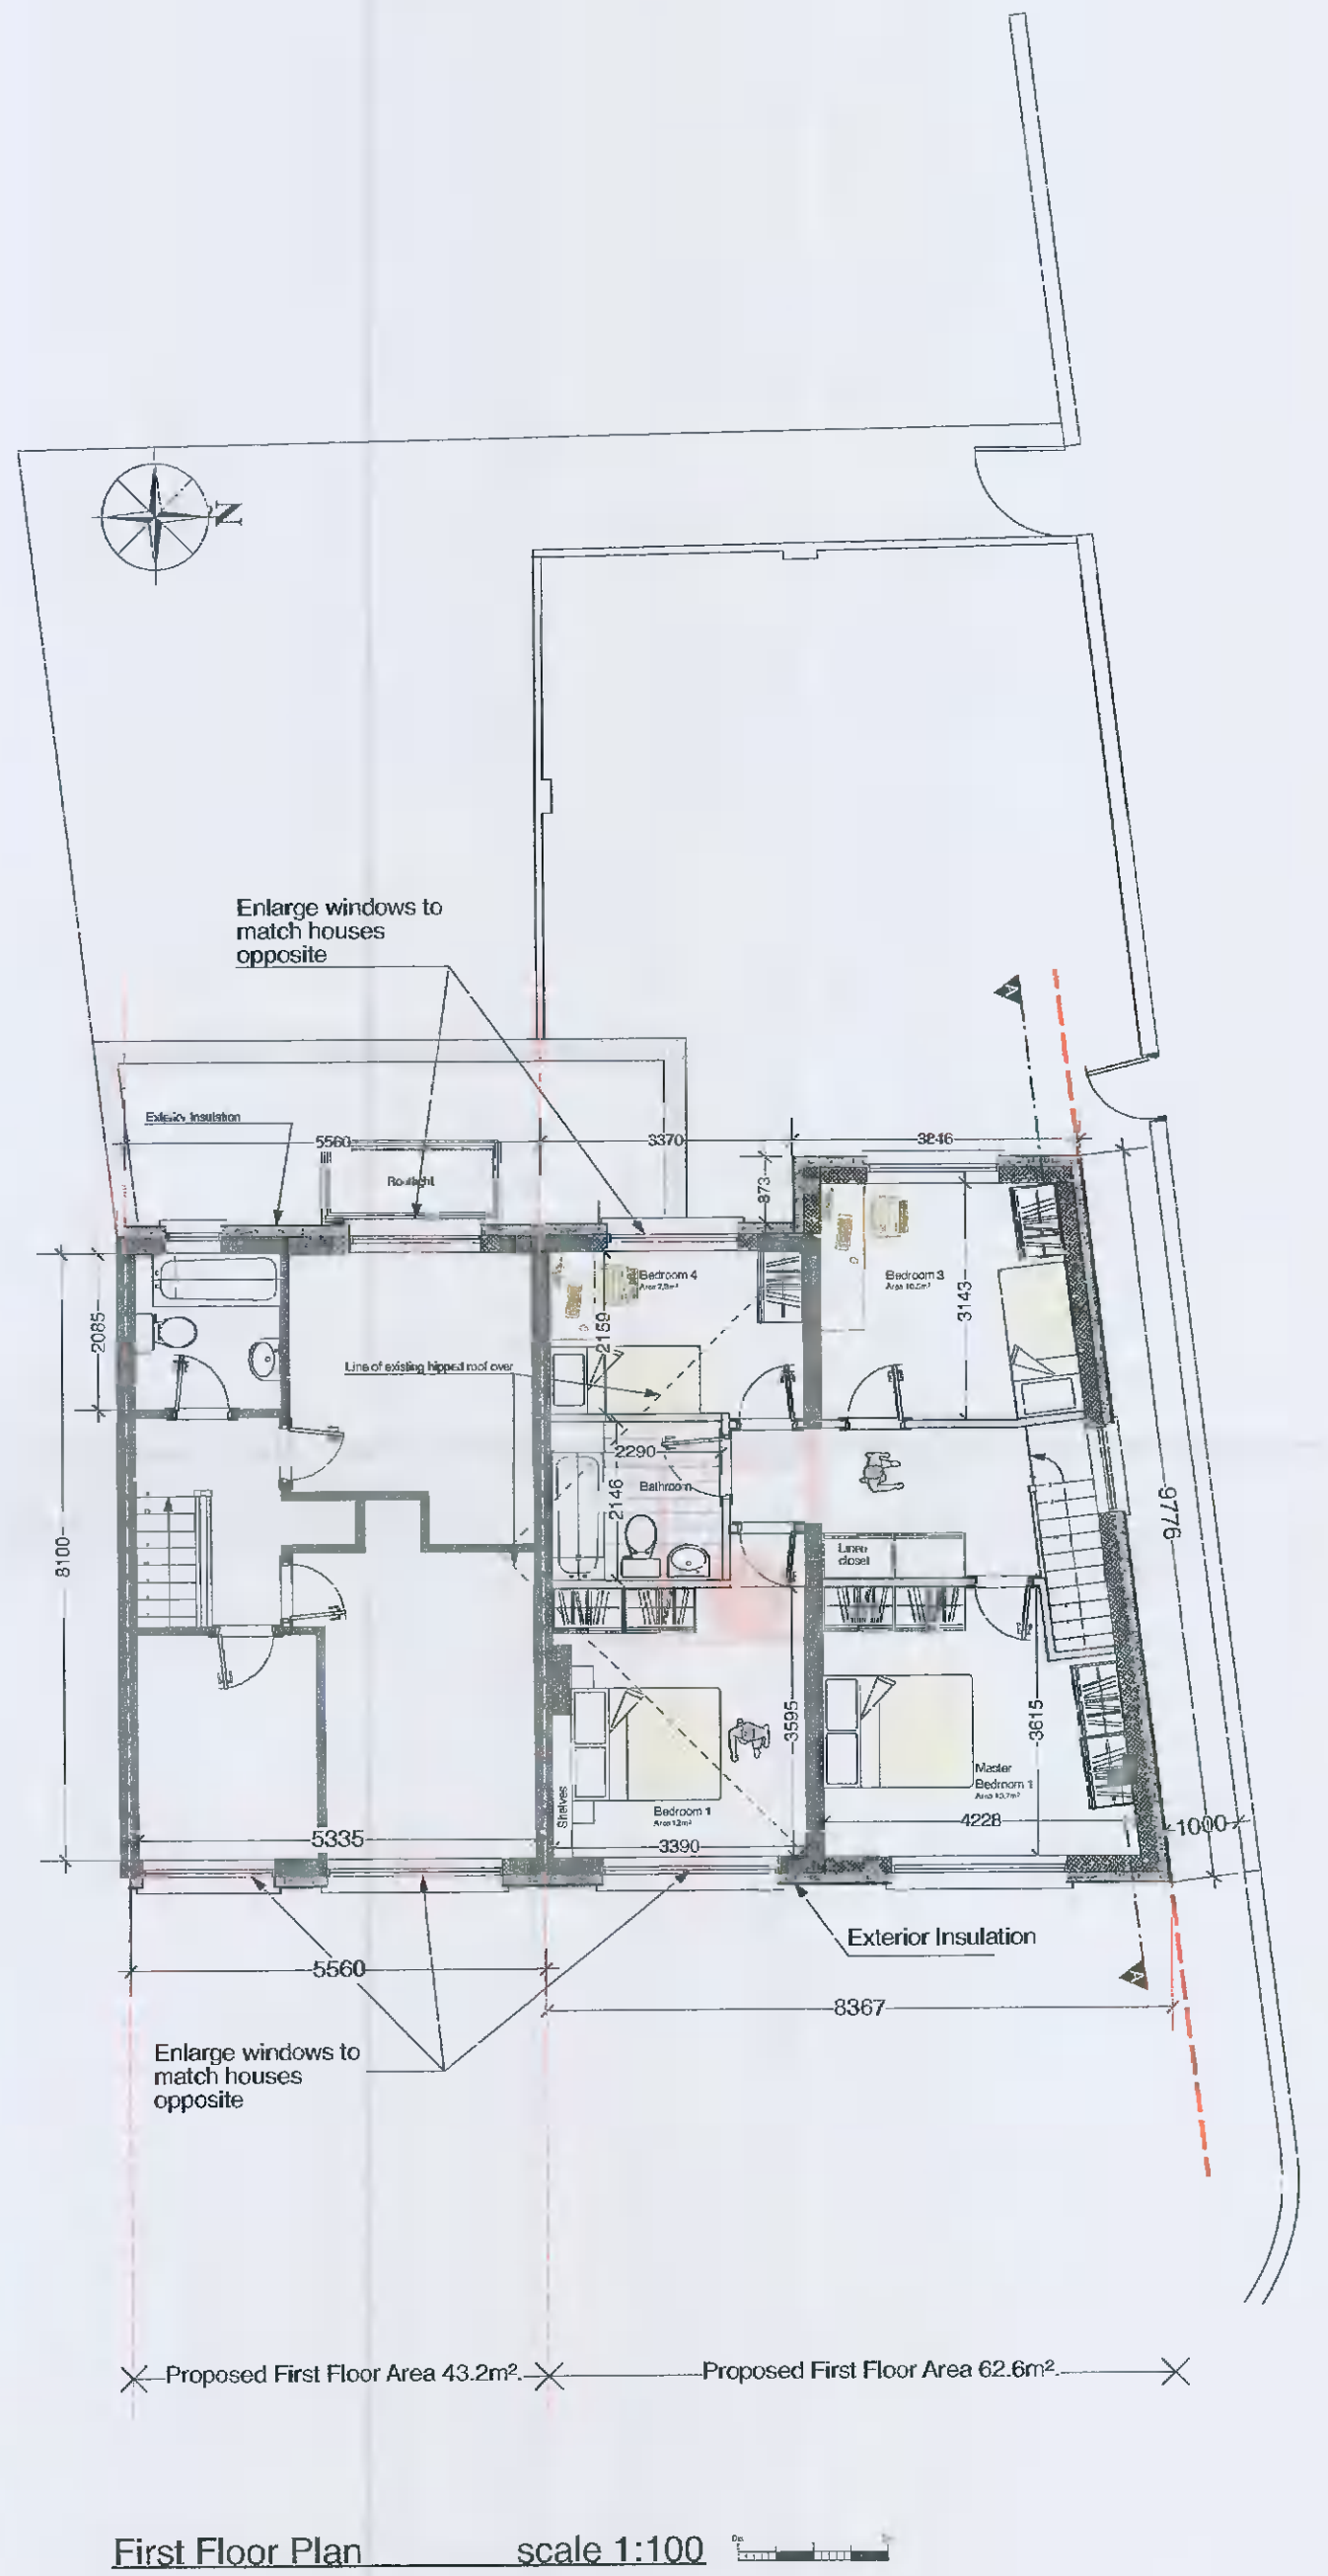 N
Enlarge windows to
match houses
opposite
A
Exterior Insulation
5560
3370
3246
873
Rooflight
Bedroom 4
Bedroom 3
2085
2159
3143
Line of existing hipped roof over
2290
Bathroom
2146
Linen
closet
9776
8100
3595
3615
Shelves
Master
Bedroom 1
Bedroom 1
Area 12m²
4228
1000
5335
3390
Exterior Insulation
A
5560
8367
Enlarge windows to
match houses
opposite
Proposed First Floor Area 43.2m².
Proposed First Floor Area 62.6m².
First Floor Plan scale 1:100